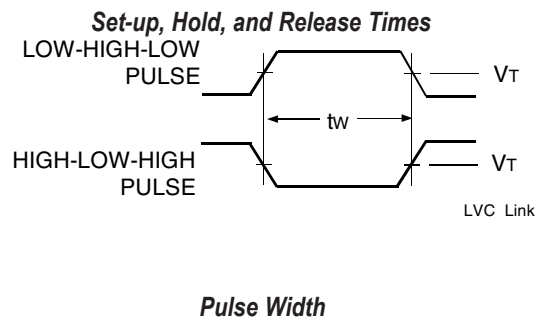 Set-up, Hold, and Release Times
LOW-HIGH-LOW
PULSE
VT
tw
HIGH-LOW-HIGH
PULSE
VT
LVC Link
Pulse Width